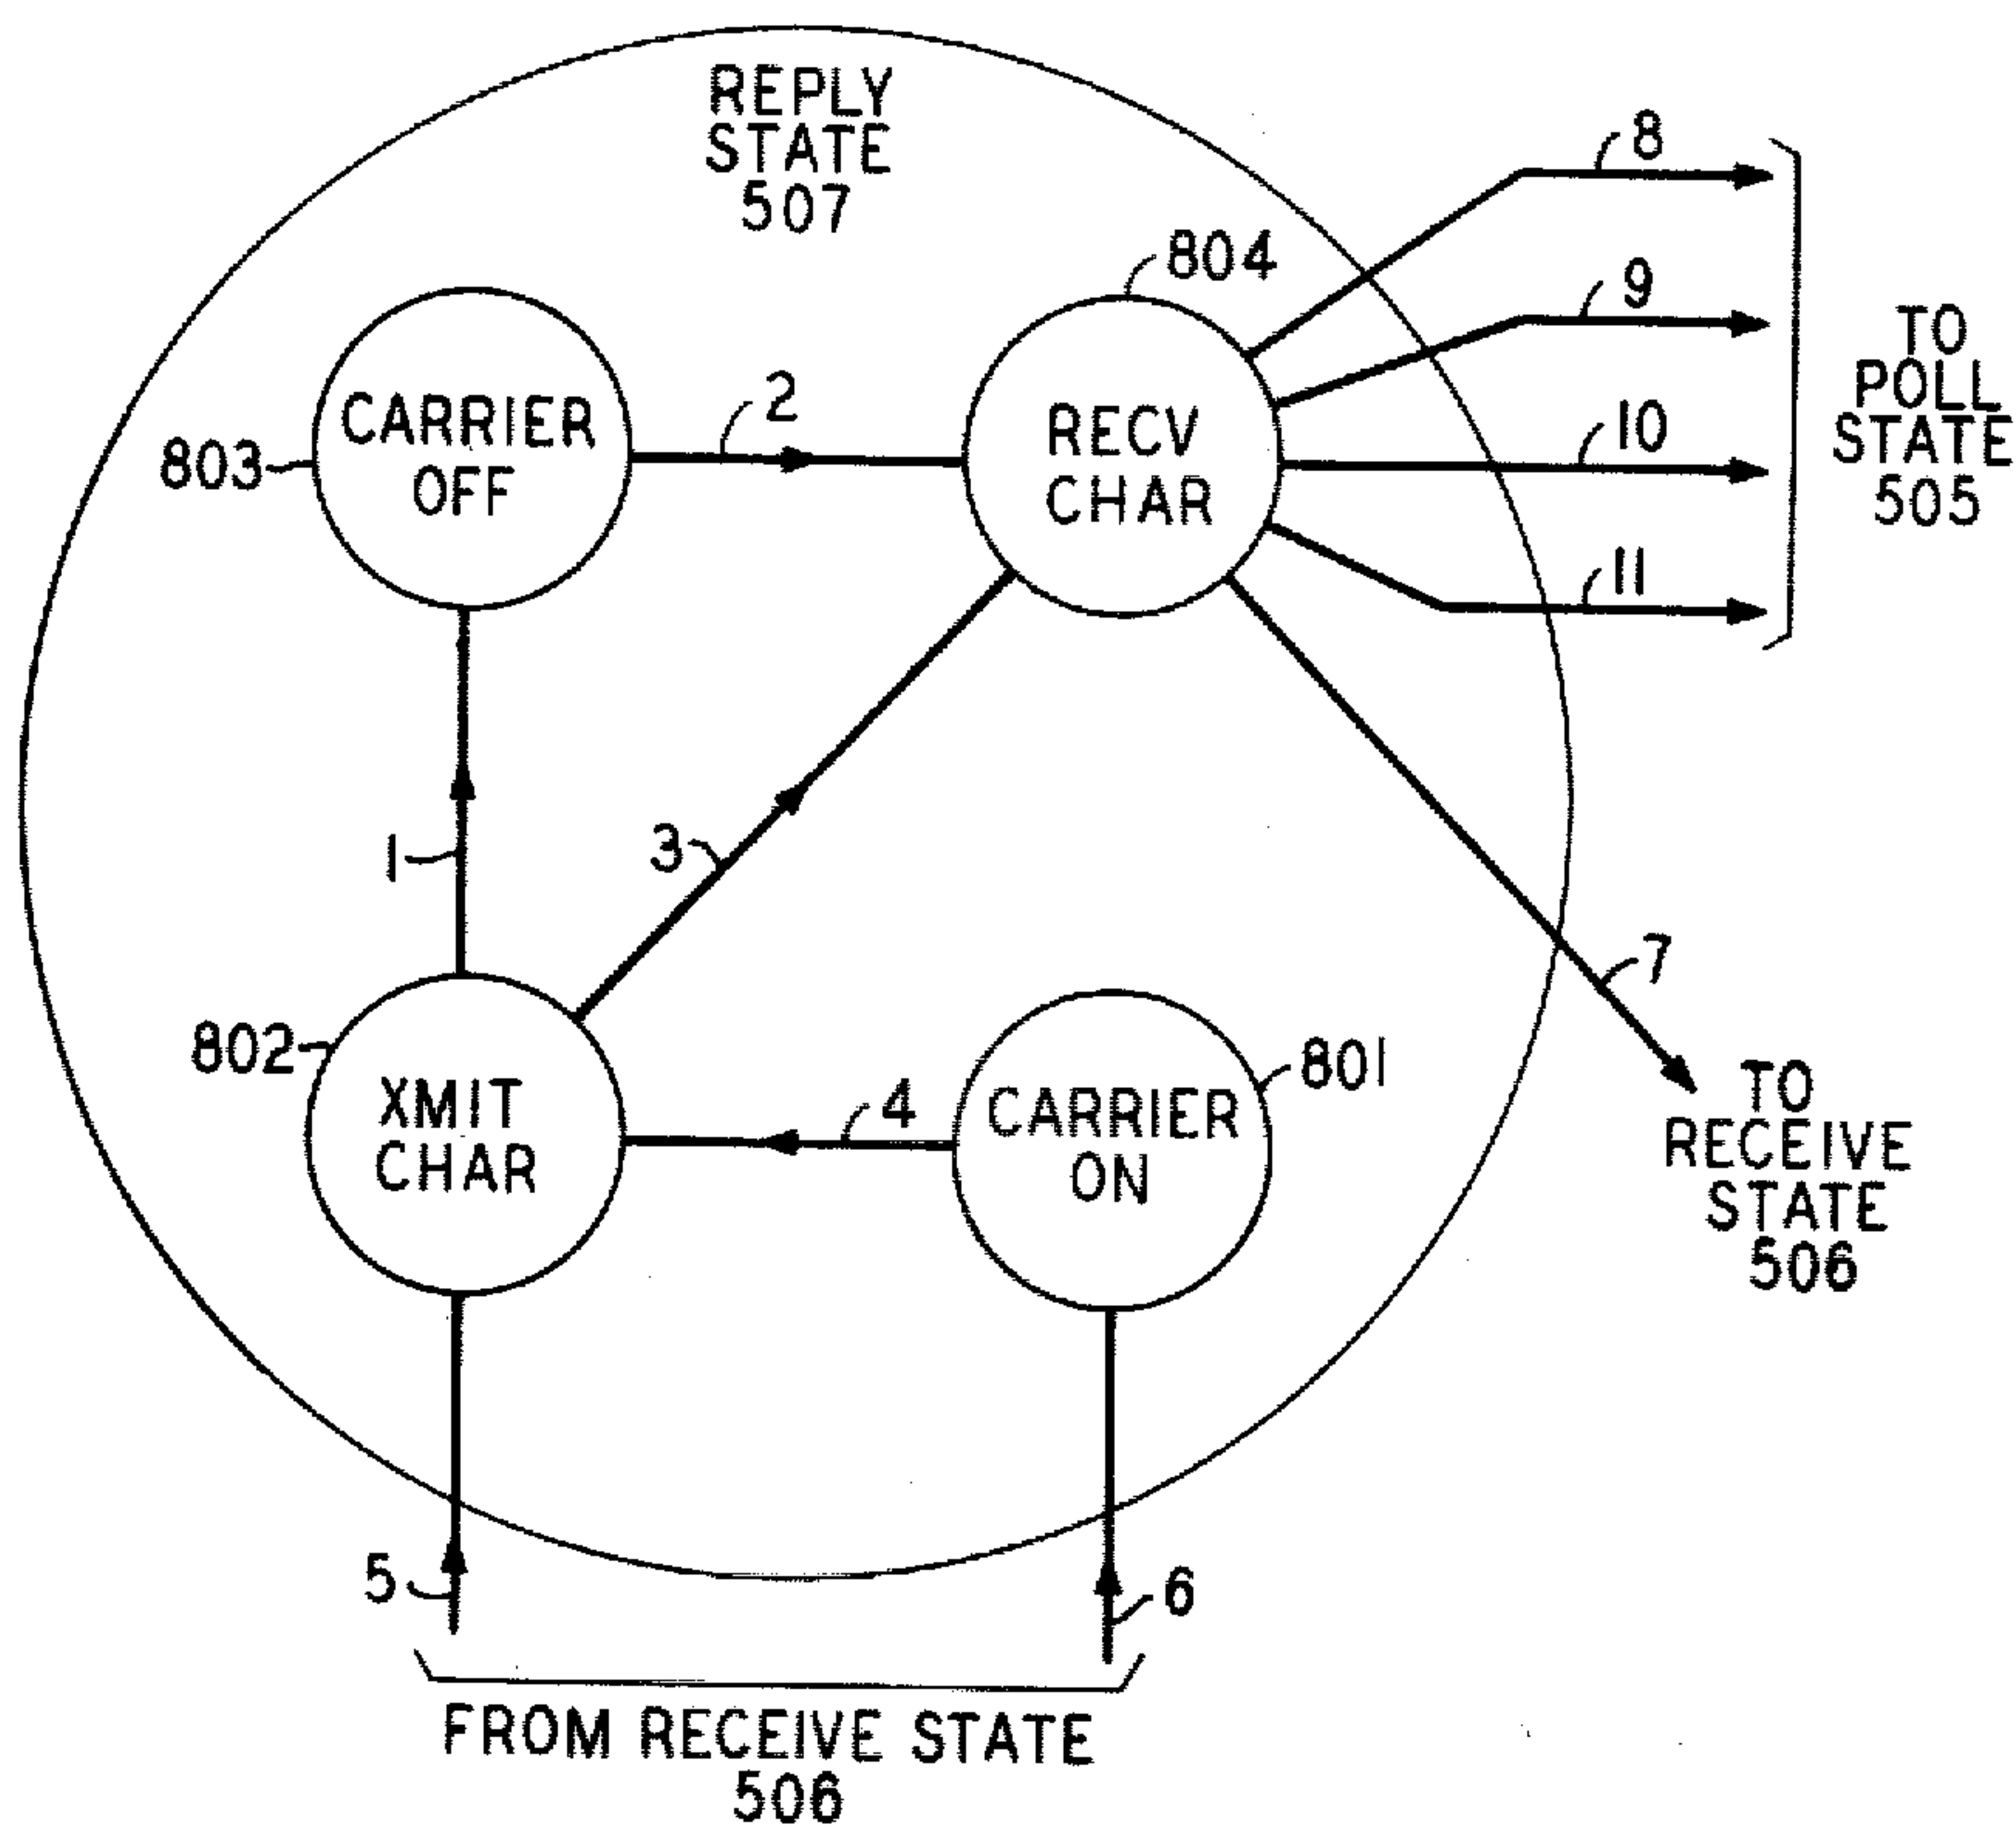 REPLY
STATE
507
8
804
9
TO
POLL
STATE
505
CARRIER
OFF
803
2
RECV
CHAR
10
11
1
3
7
802
XMIT
CHAR
4
CARRIER
ON
801
TO
RECEIVE
STATE
506
5
6
FROM RECEIVE STATE
506